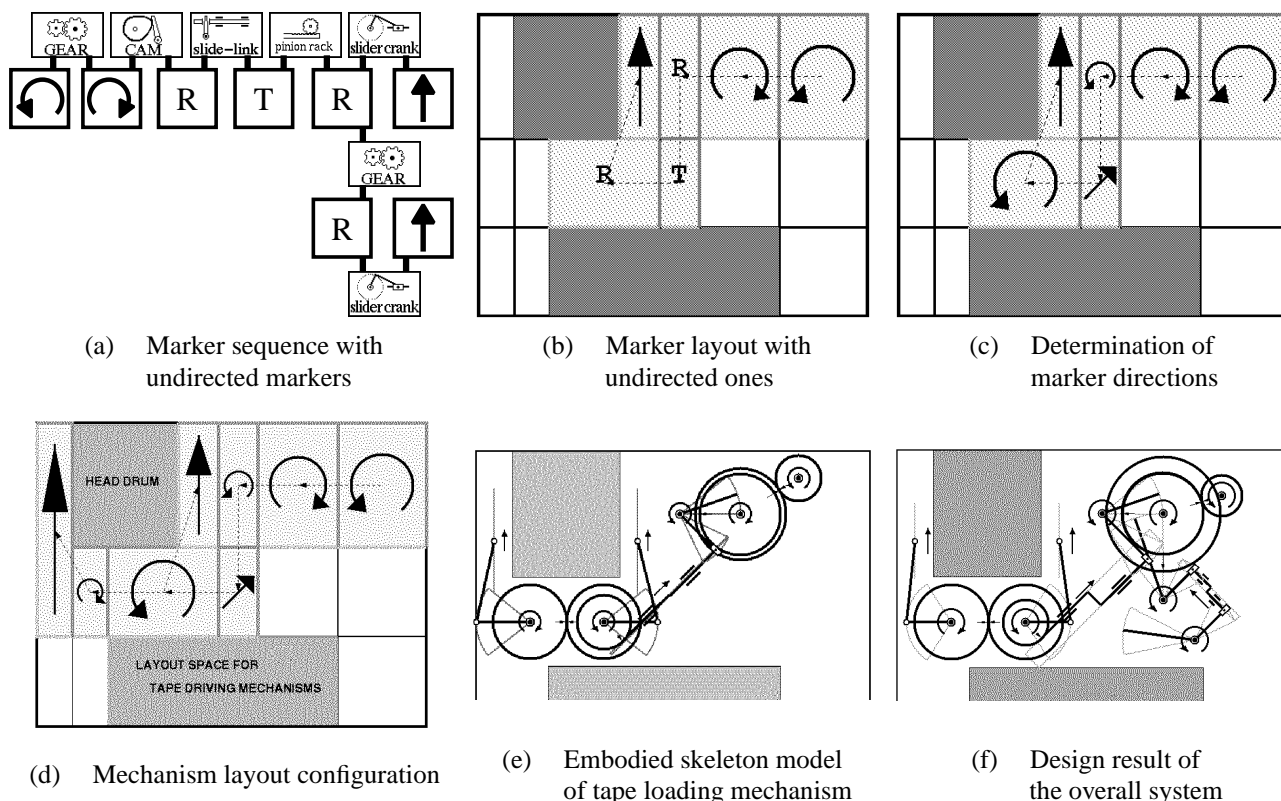 GEAR CAM slide-link pinion rack slider crank
R T R
GEAR
R
slider crank
(a) Marker sequence with
undirected markers
R
R T
(b) Marker layout with
undirected ones
(c) Determination of
marker directions
HEAD DRUM
LAYOUT SPACE FOR
TAPE DRIVING MECHANISMS
(d) Mechanism layout configuration
(e) Embodied skeleton model
of tape loading mechanism
(f) Design result of
the overall system